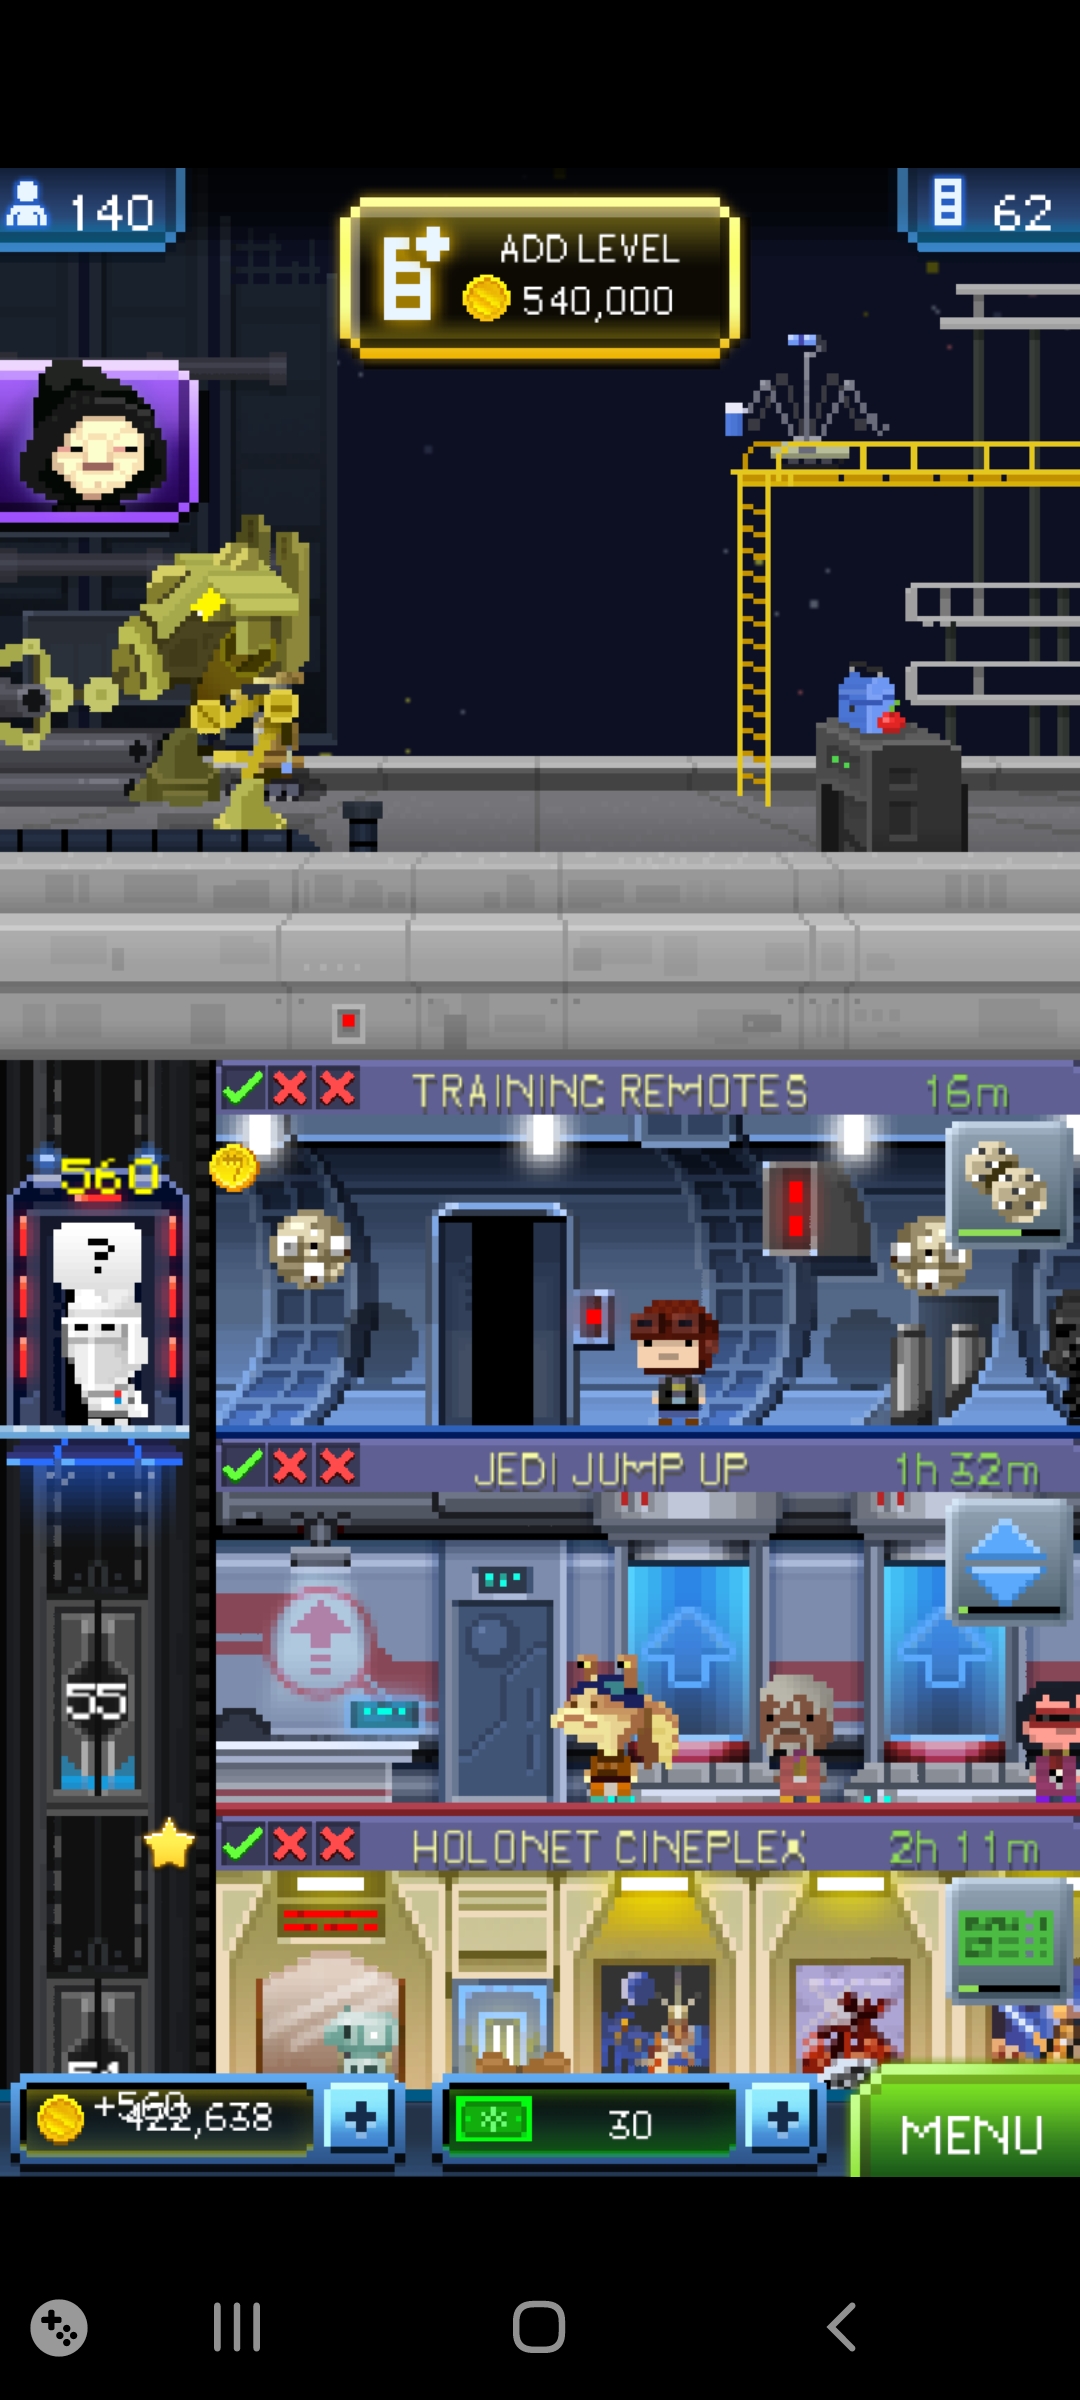 140
ADD LEVEL
540,000
62
TRAINING REMOTES
16m
560
?
JEDI JUMP UP
1h 32m
55
HOLONET CINEPLEX
2h 11m
+560
422,638
30
MENU